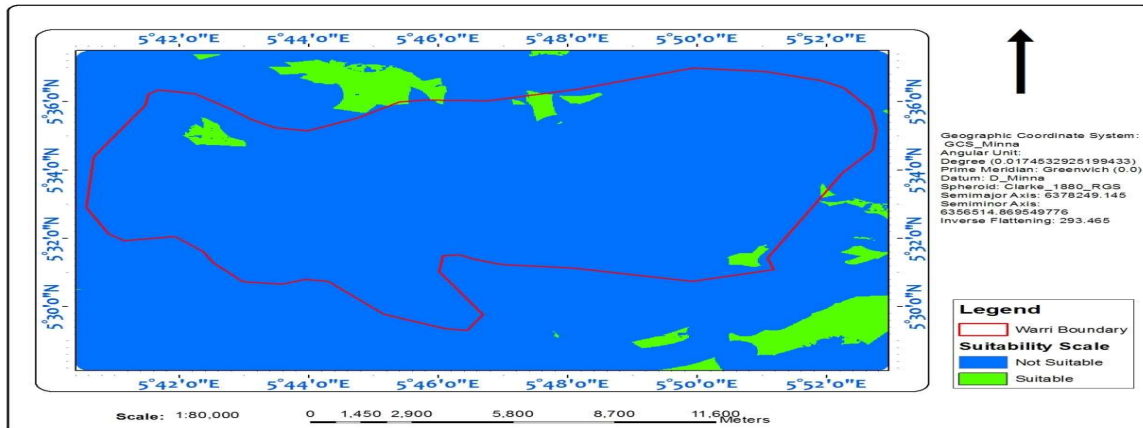 5°42'0"E 5°44'0"E 5°46'0"E 5°48'0"E 5°50'0"E 5°52'0"E
5°36'0"N 5°36'0"N
5°34'0"N 5°34'0"N
5°32'0"N 5°32'0"N
5°30'0"N 5°30'0"N
5°42'0"E 5°44'0"E 5°46'0"E 5°48'0"E 5°50'0"E 5°52'0"E
Geographic Coordinate System:
GCS_Minna
Angular Unit:
Degree (0.0174532925199433)
Prime Meridian: Greenwich (0.0)
Datum: D_Minna
Spheroid: Clarke_1880_RGS
Semimajor Axis: 6378249.145
Semiminor Axis:
6356514.869549776
Inverse Flattening: 293.465
Legend
Warri Boundary
Suitability Scale
Not Suitable
Suitable
Scale: 1:80,000
0 1,450 2,900 5,800 8,700 11,600
Meters